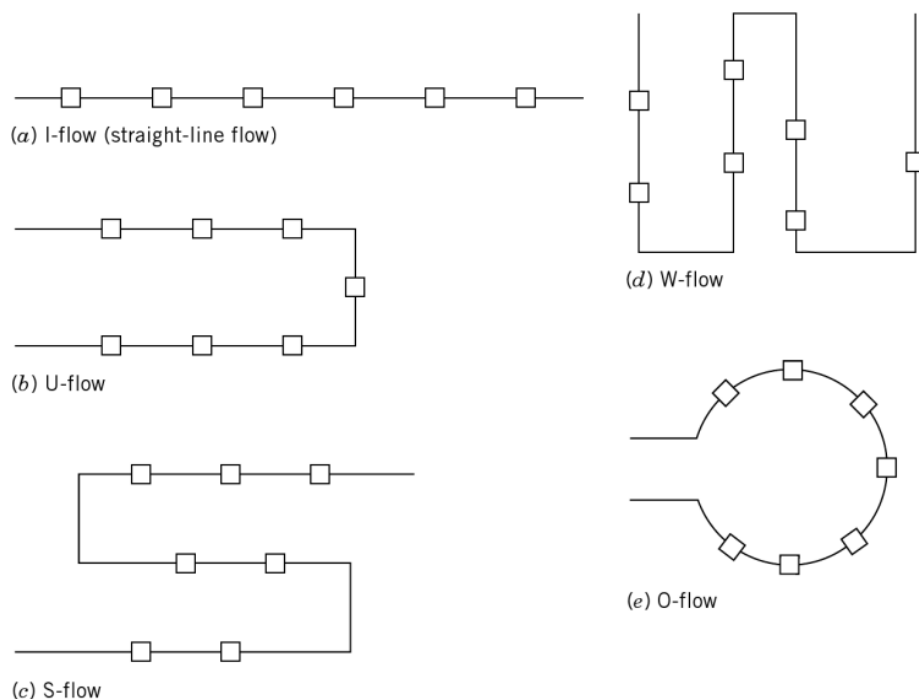 (a) I-flow (straight-line flow)
(b) U-flow
(c) S-flow
(d) W-flow
(e) O-flow